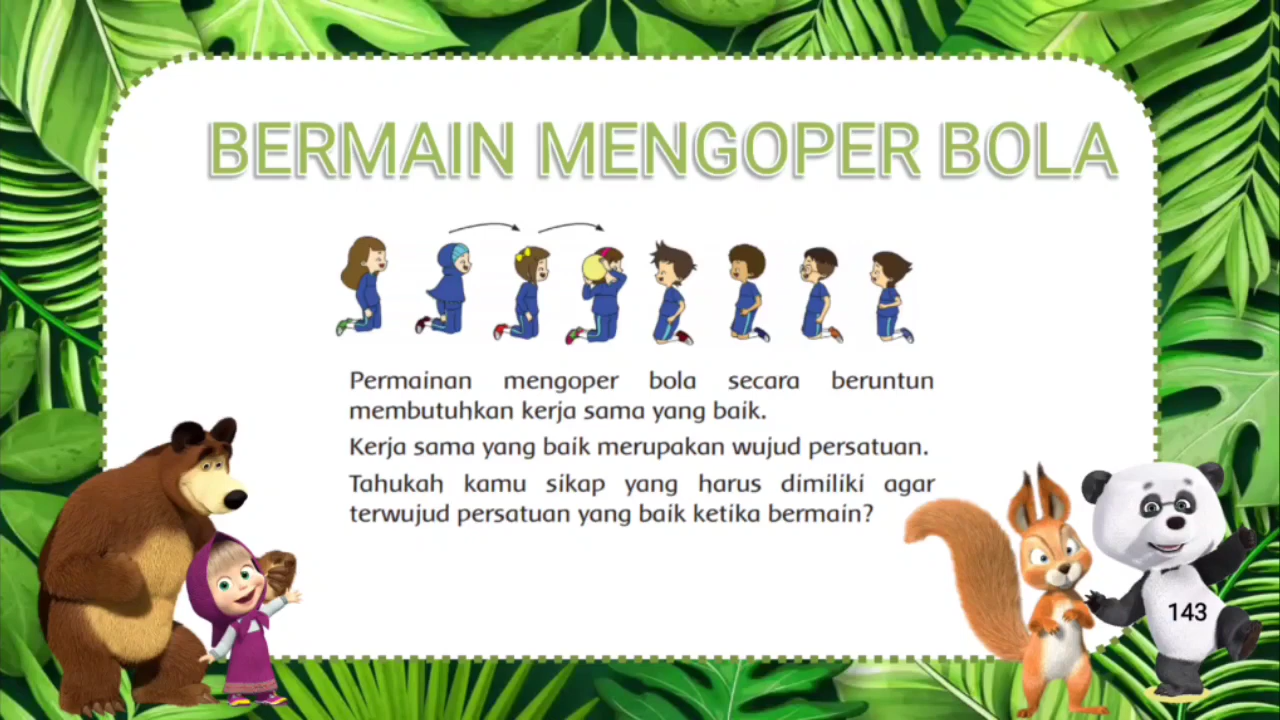 BERMAIN MENGOPER BOLA
Permainan mengoper bola secara beruntun
membutuhkan kerja sama yang baik.
Kerja sama yang baik merupakan wujud persatuan.
Tahukah kamu sikap yang harus dimiliki agar
terwujud persatuan yang baik ketika bermain?
143